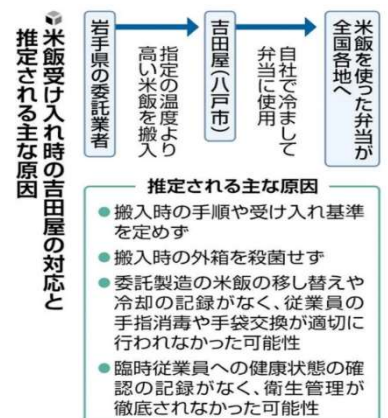 米飯受け入れ時の吉田屋の対応と
推定される主な原因
岩手県の委託業者
指定の温度より
高い米飯を搬入
吉田屋(八戸市)
自社で冷まして
弁当に使用
米飯を使った弁当が
全国各地へ
推定される主な原因
●搬入時の手順や受け入れ基準
を定めず
●搬入時の外箱を殺菌せず
●委託製造の米飯の移し替えや
冷却の記録がなく、従業員の
手指消毒や手袋交換が適切に
行われなかった可能性
●臨時従業員への健康状態の確
認の記録がなく、衛生管理が
徹底されなかった可能性